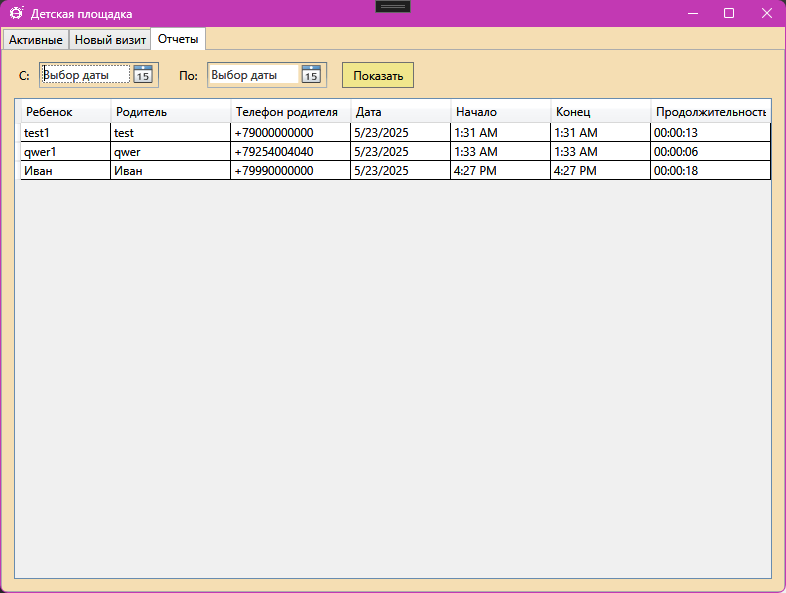 Детская площадка
Активные Новый визит Отчеты
С: Выбор даты 15 По: Выбор даты 15 Показать
Ребенок Родитель Телефон родителя Дата Начало Конец Продолжительность
test1 test +79000000000 5/23/2025 1:31 AM 1:31 AM 00:00:13
qwer1 qwer +79254004040 5/23/2025 1:33 AM 1:33 AM 00:00:06
Иван Иван +79990000000 5/23/2025 4:27 PM 4:27 PM 00:00:18